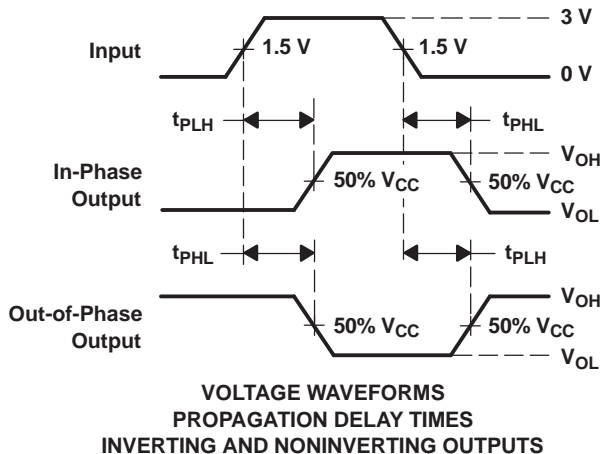 3 V
Input
1.5 V
1.5 V
0 V
tPLH
tPHL
VOH
In-Phase
Output
50% VCC
50% VCC
VOL
tPHL
tPLH
VOH
Out-of-Phase
Output
50% VCC
50% VCC
VOL
VOLTAGE WAVEFORMS
PROPAGATION DELAY TIMES
INVERTING AND NONINVERTING OUTPUTS